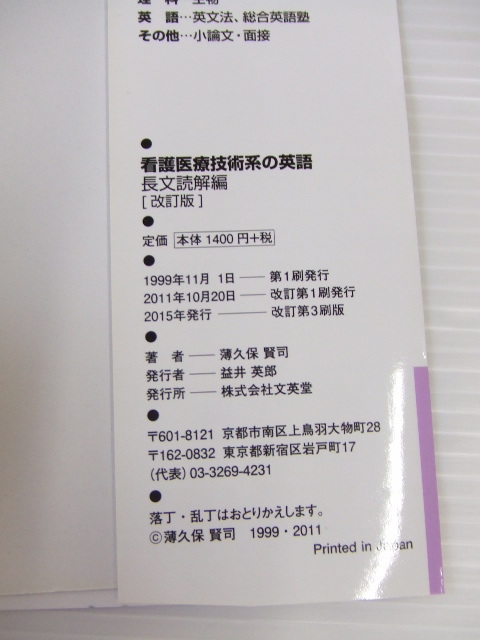 理　科…生物
英　語…英文法、総合英語塾
その他…小論文・面接
●
看護医療技術系の英語
長文読解編
[ 改訂版 ]
●
定価 本体 1400 円+税
●
1999年11月 1日 ── 第1刷発行
2011年10月20日 ── 改訂第1刷発行
2015年発行 ── 改訂第3刷版
●
著　者 ── 薄久保 賢司
発行者 ── 益井 英郎
発行所 ── 株式会社文英堂
●
〒601-8121 京都市南区上鳥羽大物町28
〒162-0832 東京都新宿区岩戸町17
(代表) 03-3269-4231
●
落丁・乱丁はおとりかえします。
©薄久保 賢司 1999・2011
Printed in Japan